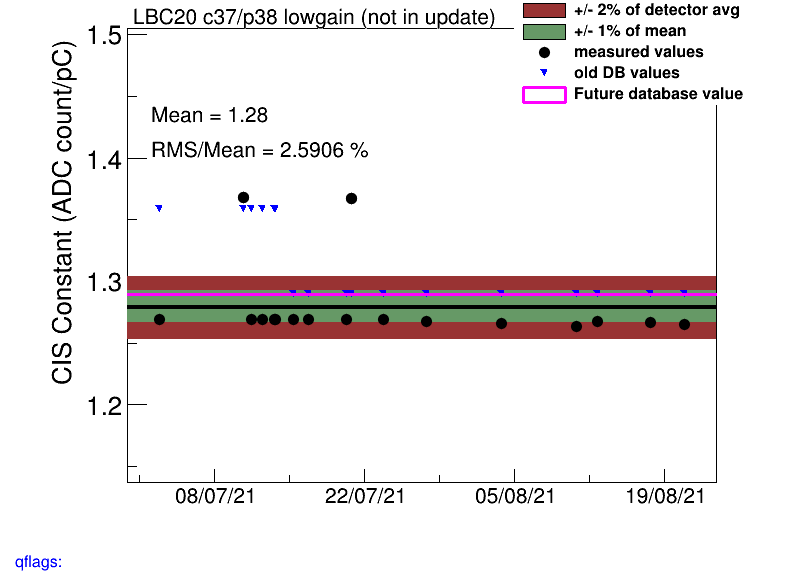 LBC20 c37/p38 lowgain (not in update)
+/- 2% of detector avg
+/- 1% of mean
measured values
old DB values
Future database value
Mean = 1.28
RMS/Mean = 2.5906 %
CIS Constant (ADC count/pC)
1.5
1.4
1.3
1.2
08/07/21 22/07/21 05/08/21 19/08/21
qflags: